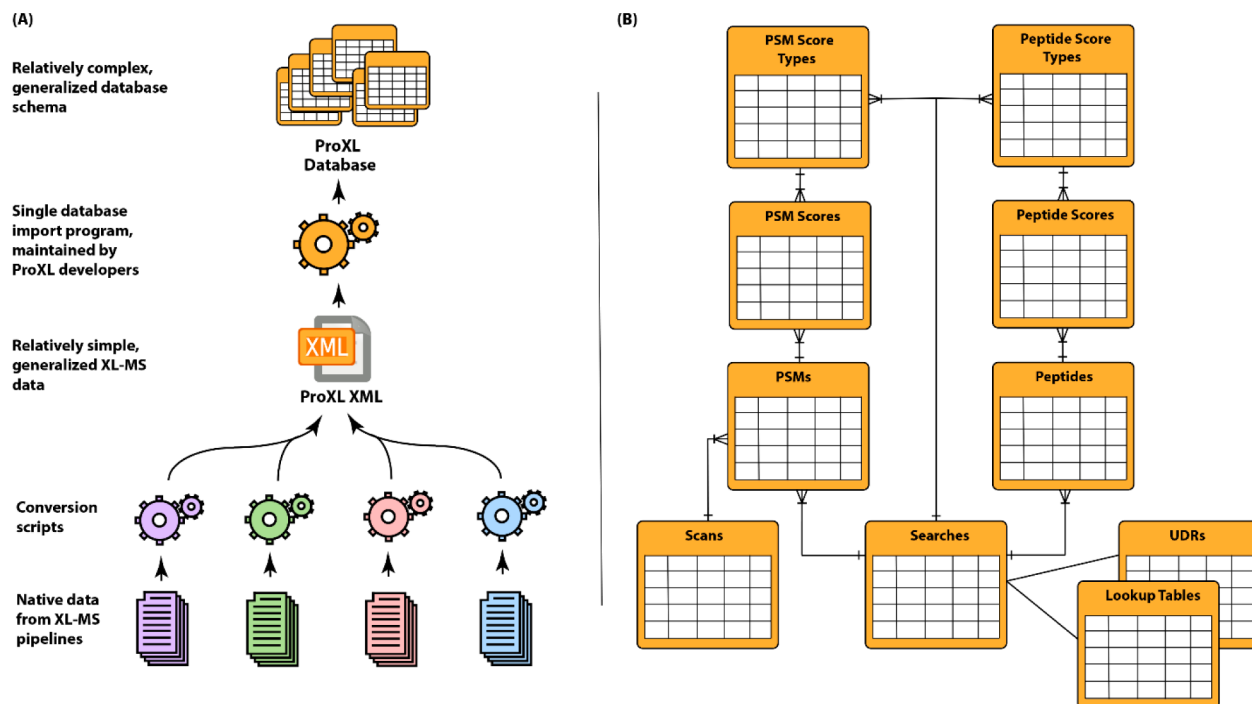 (A)
Relatively complex,
generalized database
schema
ProXL
Database
Single database
import program,
maintained by
ProXL developers
Relatively simple,
generalized XL-MS
data
XML
ProXL XML
Conversion
scripts
Native data
from XL-MS
pipelines
(B)
PSM Score
Types
Peptide Score
Types
PSM Scores
Peptide Scores
PSMs
Peptides
Scans
Searches
UDRs
Lookup Tables